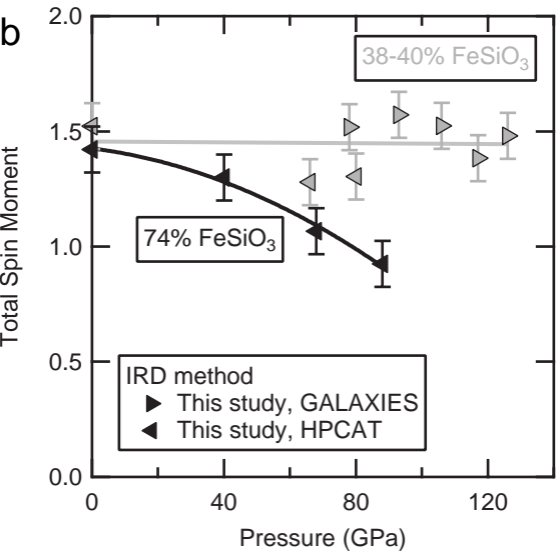 b
2.0
1.5
1.0
0.5
0.0
Total Spin Moment
38-40% FeSiO₃
74% FeSiO₃
IRD method
This study, GALAXIES
This study, HPCAT
0 40 80 120
Pressure (GPa)